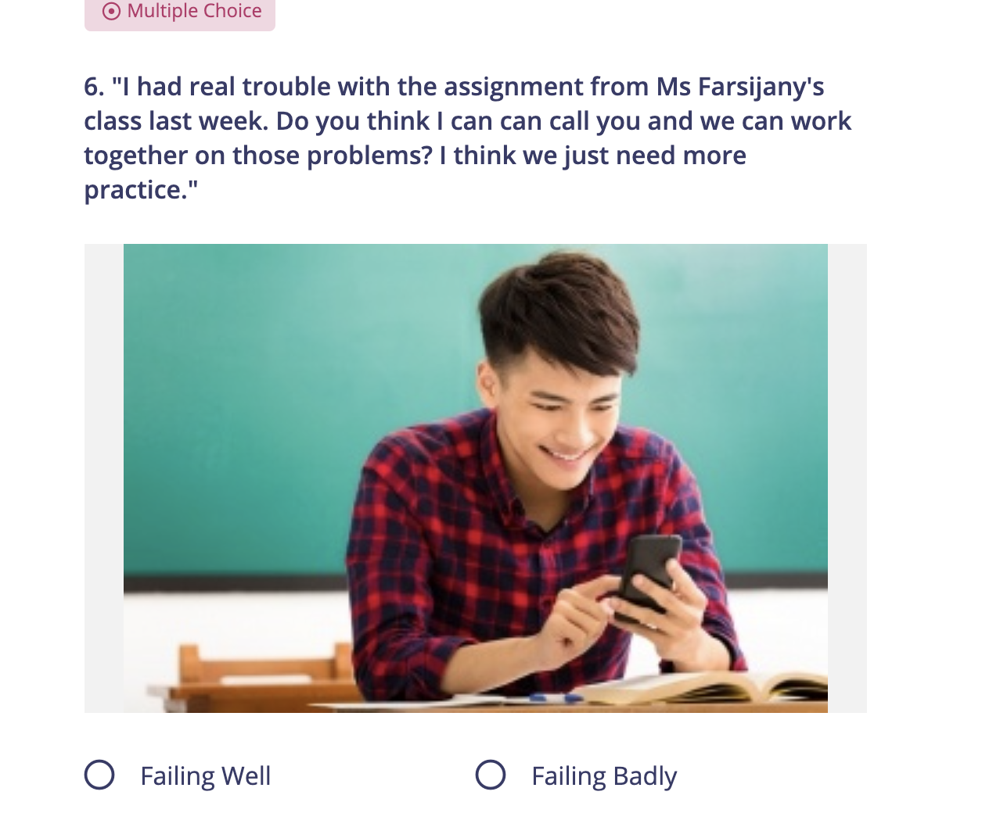 Multiple Choice
6. "I had real trouble with the assignment from Ms Farsijany's
class last week. Do you think I can can call you and we can work
together on those problems? I think we just need more
practice."
Failing Well
Failing Badly